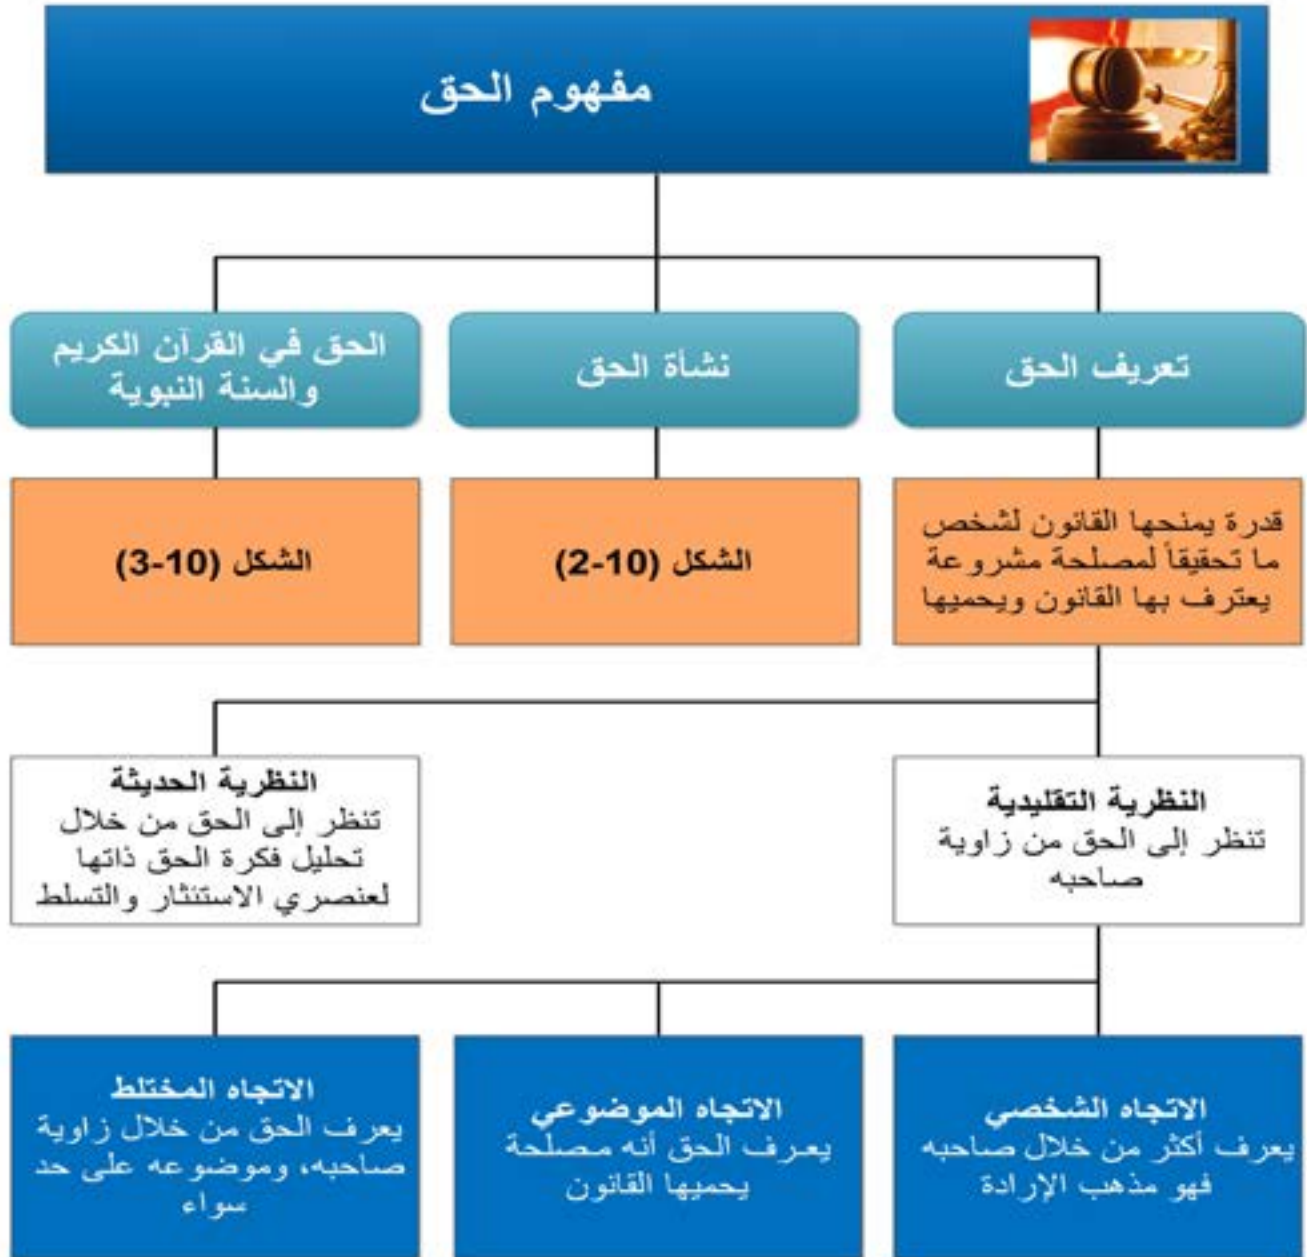 مفهوم الحق
تعريف الحق
نشأة الحق
الحق في القرآن الكريم
والسنة النبوية
قدرة يمنحها القانون لشخص
ما تحقيقاً لمصلحة مشروعة
يعترف بها القانون ويحميها
الشكل (10-2)
الشكل (10-3)
النظرية التقليدية
تنظر إلى الحق من زاوية
صاحبه
النظرية الحديثة
تنظر إلى الحق من خلال
تحليل فكرة الحق ذاتها
لعنصري الاستنثار والتسلط
الاتجاه الشخصي
يعرف أكثر من خلال صاحبه
فهو مذهب الإرادة
الاتجاه الموضوعي
يعرف الحق أنه مصلحة
يحميها القانون
الاتجاه المختلط
يعرف الحق من خلال زاوية
صاحبه، وموضوعه على حد
سواء